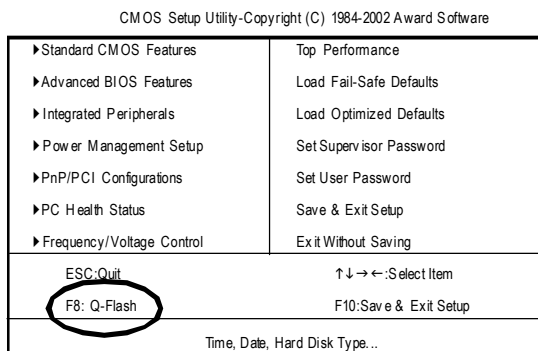 CMOS Setup Utility-Copyright (C) 1984-2002 Award Software
▶Standard CMOS Features
Top Performance
▶Advanced BIOS Features
Load Fail-Safe Defaults
▶Integrated Peripherals
Load Optimized Defaults
▶Power Management Setup
Set Supervisor Password
▶PnP/PCI Configurations
Set User Password
▶PC Health Status
Save & Exit Setup
▶Frequency/Voltage Control
Exit Without Saving
ESC:Quit
↑↓→←:Select Item
F8: Q-Flash
F10:Save & Exit Setup
Time, Date, Hard Disk Type...